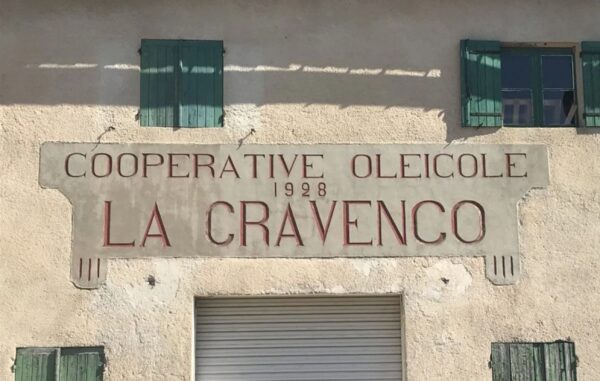 COOPERATIVE OLEICOLE
1928
LA CRAVENCO